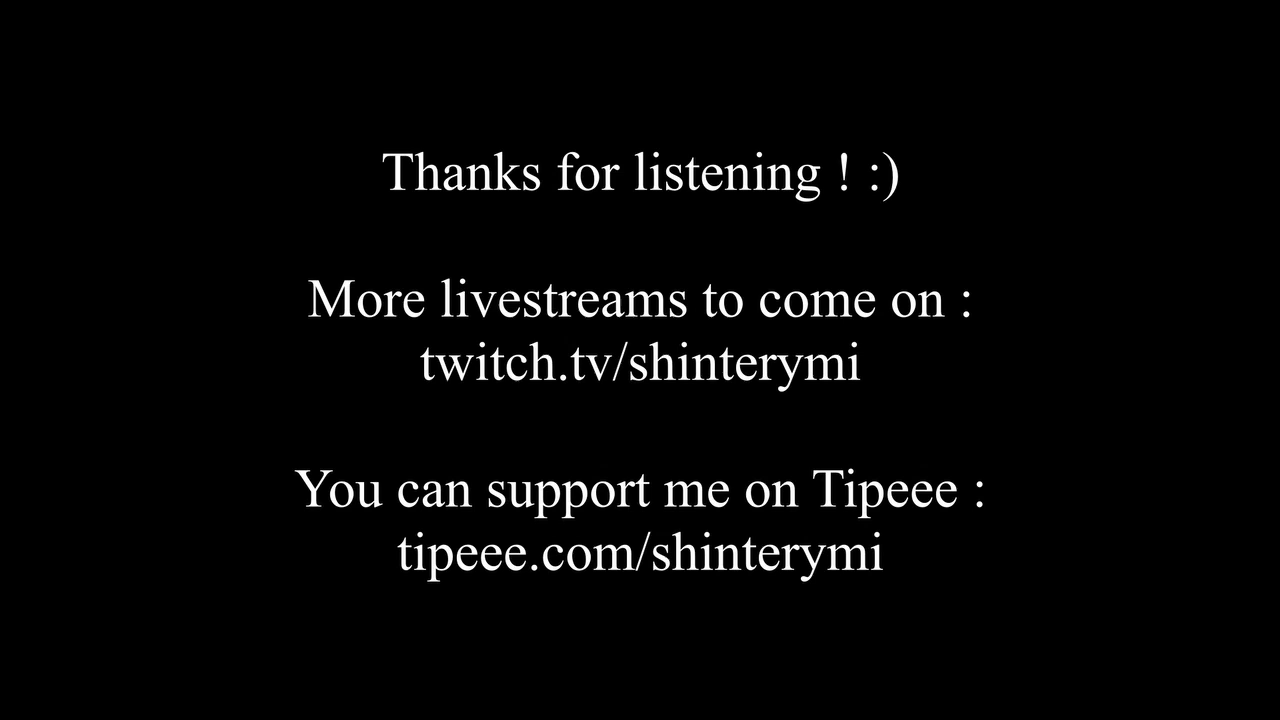 Thanks for listening ! :)
More livestreams to come on :
twitch.tv/shinterymi
You can support me on Tipeee :
tipeee.com/shinterymi